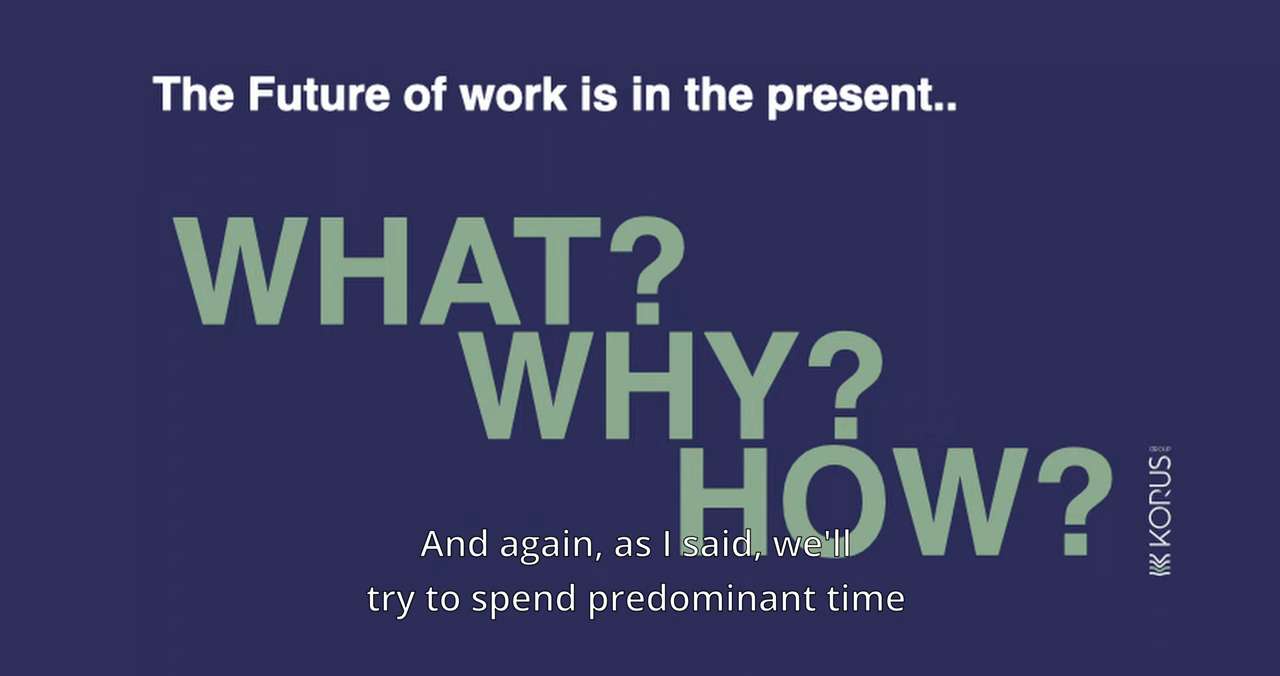 The Future of work is in the present..
WHAT?
WHY?
HOW?
KORUS
GROUP
And again, as I said, we'll
try to spend predominant time